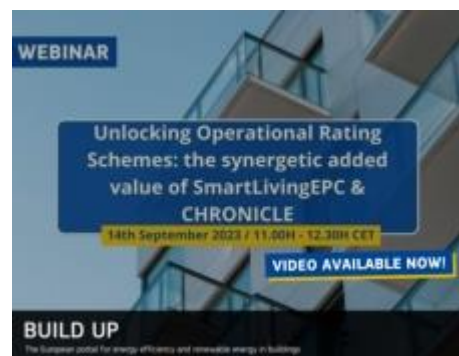 WEBINAR
Unlocking Operational Rating
Schemes: the synergetic added
value of SmartLivingEPC &
CHRONICLE
14th September 2023 / 11.00H - 12.30H CET
VIDEO AVAILABLE NOW!
BUILD UP
The European portal for energy efficiency and renewable energy in buildings